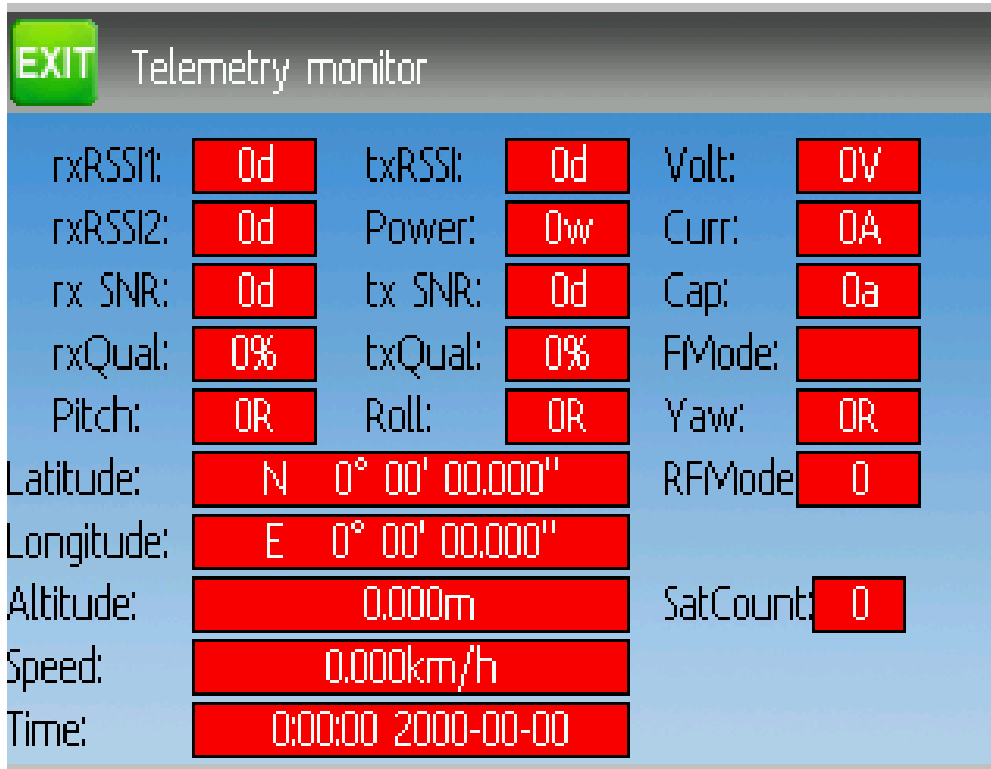 EXIT Telemetry monitor
rxRSSI1: 0d txRSSI: 0d Volt: 0V
rxRSSI2: 0d Power: 0w Curr: 0A
rx SNR: 0d tx SNR: 0d Cap: 0a
rxQual: 0% txQual: 0% FMode:
Pitch: 0R Roll: 0R Yaw: 0R
Latitude: N 0° 00' 00.000" RFMode 0
Longitude: E 0° 00' 00.000"
Altitude: 0.000m SatCount: 0
Speed: 0.000km/h
Time: 0:00:00 2000-00-00